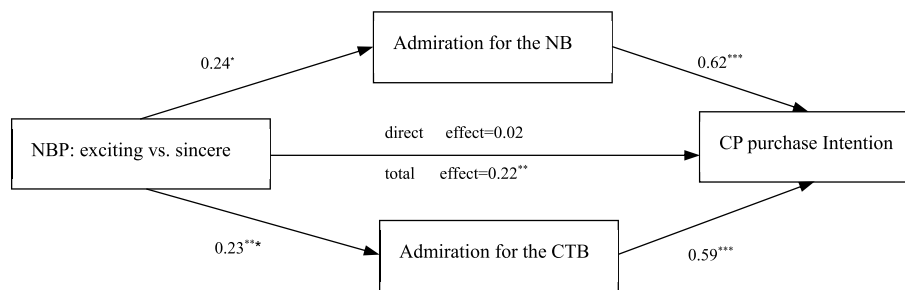 Admiration for the NB
0.24*
0.62***
NBP: exciting vs. sincere
direct effect=0.02
total effect=0.22**
CP purchase Intention
0.23***
Admiration for the CTB
0.59***